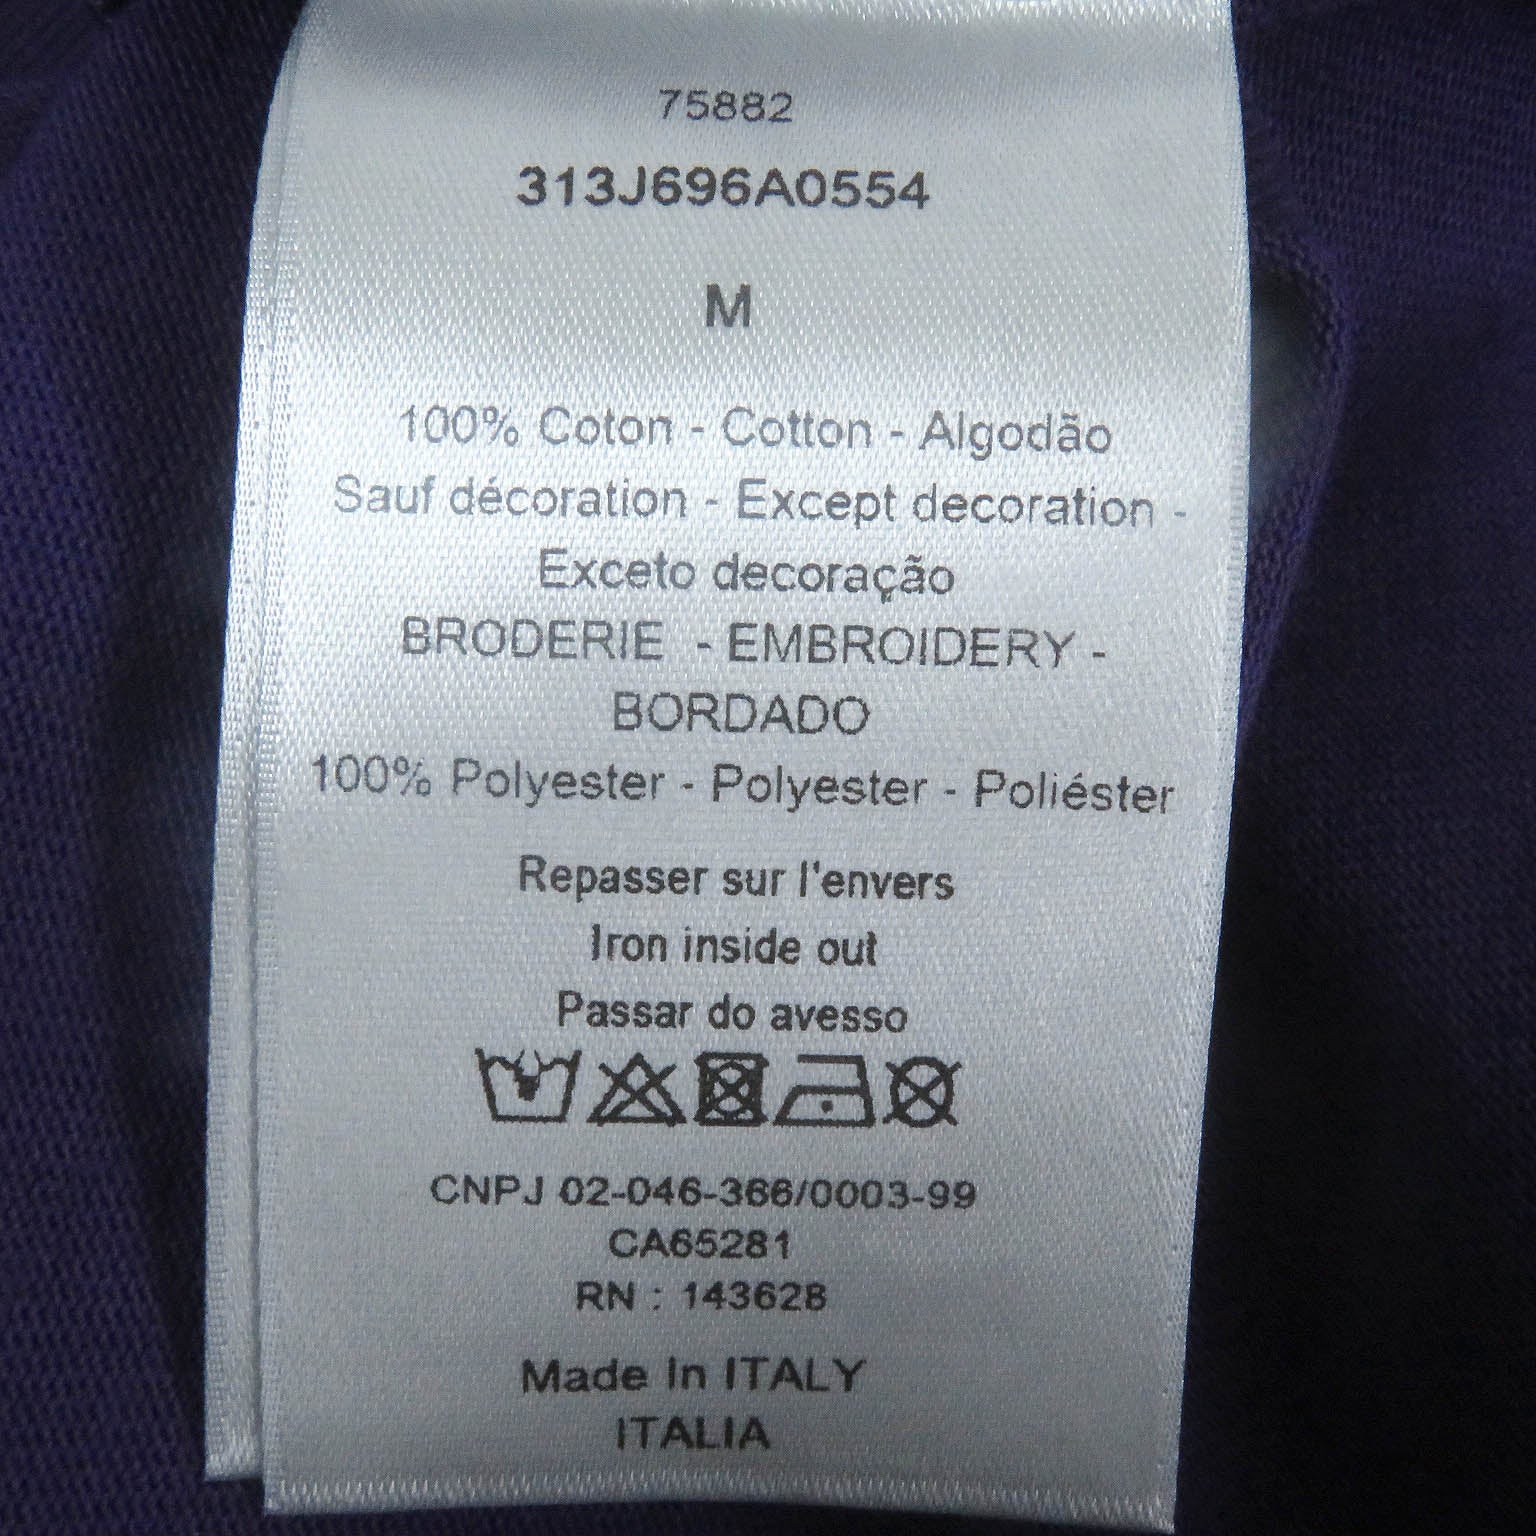 75882
313J696A0554
M
100% Coton - Cotton - Algodão
Sauf décoration - Except decoration -
Exceto decoração
BRODERIE - EMBROIDERY -
BORDADO
100% Polyester - Polyester - Poliéster
Repasser sur l'envers
Iron inside out
Passar do avesso
CNPJ 02-046-366/0003-99
CA65281
RN : 143628
Made In ITALY
ITALIA